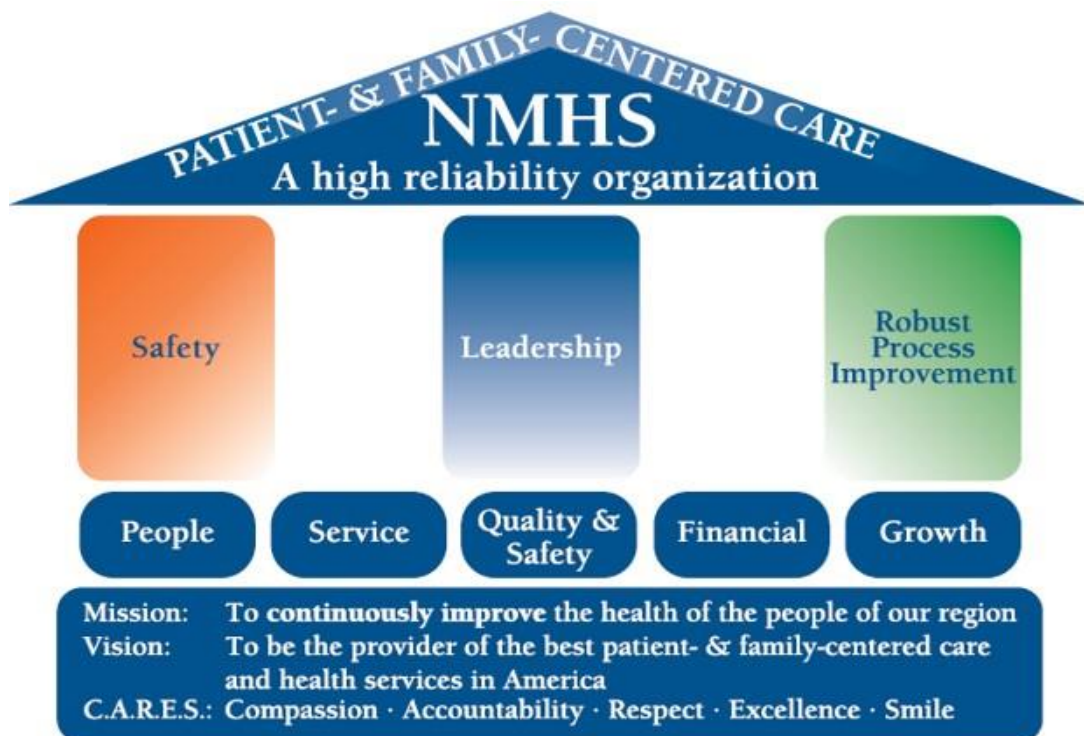 PATIENT- & FAMILY- CENTERED CARE
NMHS
A high reliability organization
Safety
Leadership
Robust
Process
Improvement
People
Service
Quality &
Safety
Financial
Growth
Mission: To continuously improve the health of the people of our region
Vision: To be the provider of the best patient- & family-centered care
and health services in America
C.A.R.E.S.: Compassion · Accountability · Respect · Excellence · Smile